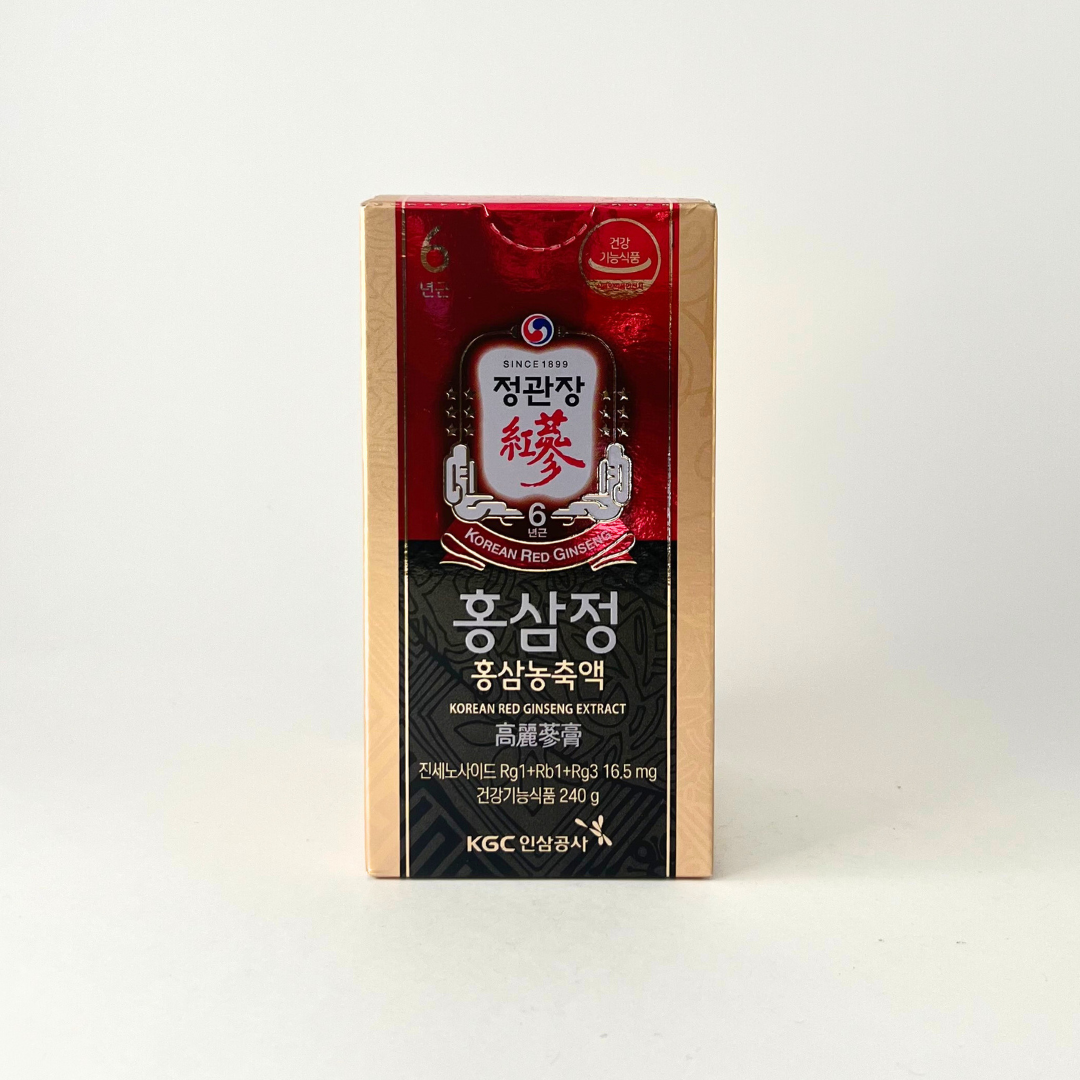 6
년근
건강
기능식품
SINCE 1899
정관장
紅蔘
6
년근
KOREAN RED GINSENG
홍삼정
홍삼농축액
KOREAN RED GINSENG EXTRACT
高麗蔘膏
진세노사이드 Rg1+Rb1+Rg3 16.5 mg
건강기능식품 240 g
KGC 인삼공사